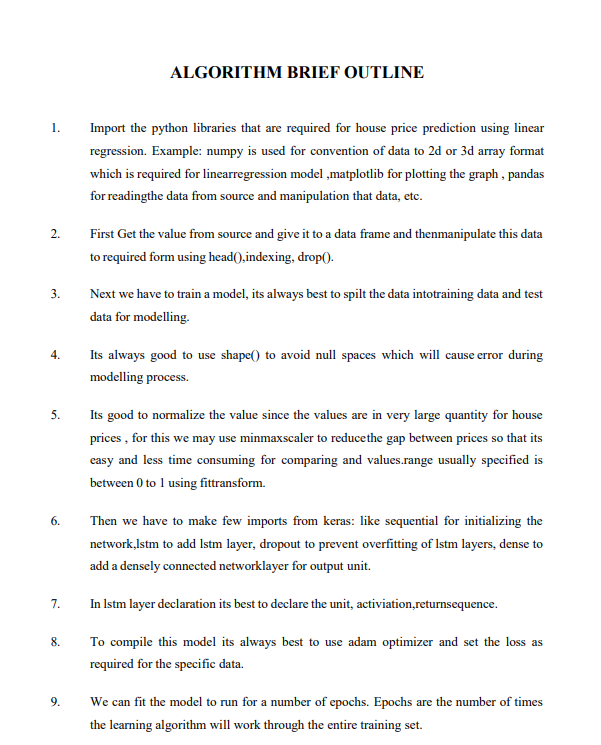 ALGORITHM BRIEF OUTLINE
1. Import the python libraries that are required for house price prediction using linear
regression. Example: numpy is used for convention of data to 2d or 3d array format
which is required for linearregression model ,matplotlib for plotting the graph , pandas
for readingthe data from source and manipulation that data, etc.
2. First Get the value from source and give it to a data frame and thenmanipulate this data
to required form using head(),indexing, drop().
3. Next we have to train a model, its always best to spilt the data intotraining data and test
data for modelling.
4. Its always good to use shape() to avoid null spaces which will cause error during
modelling process.
5. Its good to normalize the value since the values are in very large quantity for house
prices , for this we may use minmaxscaler to reducethe gap between prices so that its
easy and less time consuming for comparing and values.range usually specified is
between 0 to 1 using fittransform.
6. Then we have to make few imports from keras: like sequential for initializing the
network,lstm to add lstm layer, dropout to prevent overfitting of lstm layers, dense to
add a densely connected networklayer for output unit.
7. In lstm layer declaration its best to declare the unit, activiation,returnsequence.
8. To compile this model its always best to use adam optimizer and set the loss as
required for the specific data.
9. We can fit the model to run for a number of epochs. Epochs are the number of times
the learning algorithm will work through the entire training set.